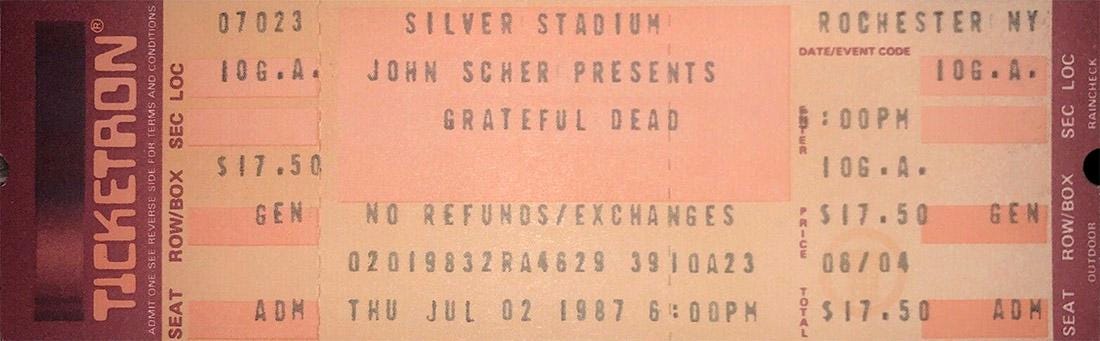 TICKETRON®
ADMIT ONE SEE REVERSE SIDE FOR TERMS AND CONDITIONS
SEAT ROW/BOX SEC LOC
07023
10G.A.
$17.50
GEN
ADM
SILVER STADIUM
JOHN SCHER PRESENTS
GRATEFUL DEAD
NO REFUNDS/EXCHANGES
02019832RA4629 3910A23
THU JUL 02 1987 6:00PM
ROCHESTER NY
DATE/EVENT CODE
10G.A.
ENTER :00PM
10G.A.
PRICE $17.50 GEN
06/04
TOTAL $17.50 ADM
SEAT ROW/BOX SEC LOC
OUTDOOR RAINCHECK